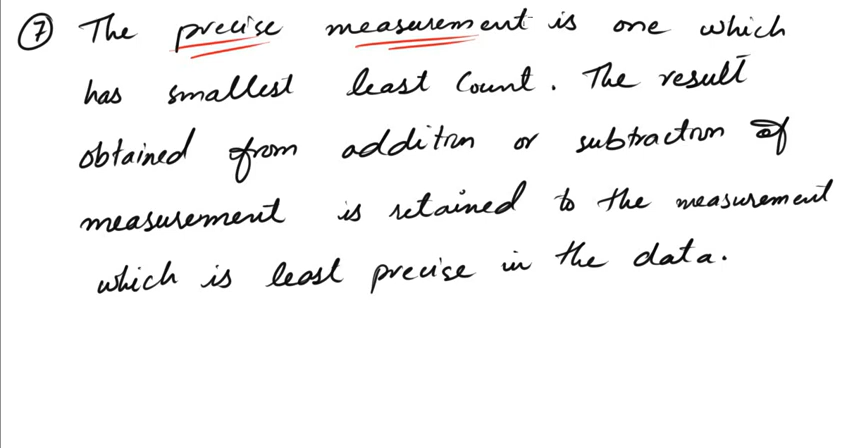 ⑦ The precise measurement is one which
has smallest least Count. The result
obtained from addition or subtraction of
measurement is retained to the measurement
which is least precise in the data.